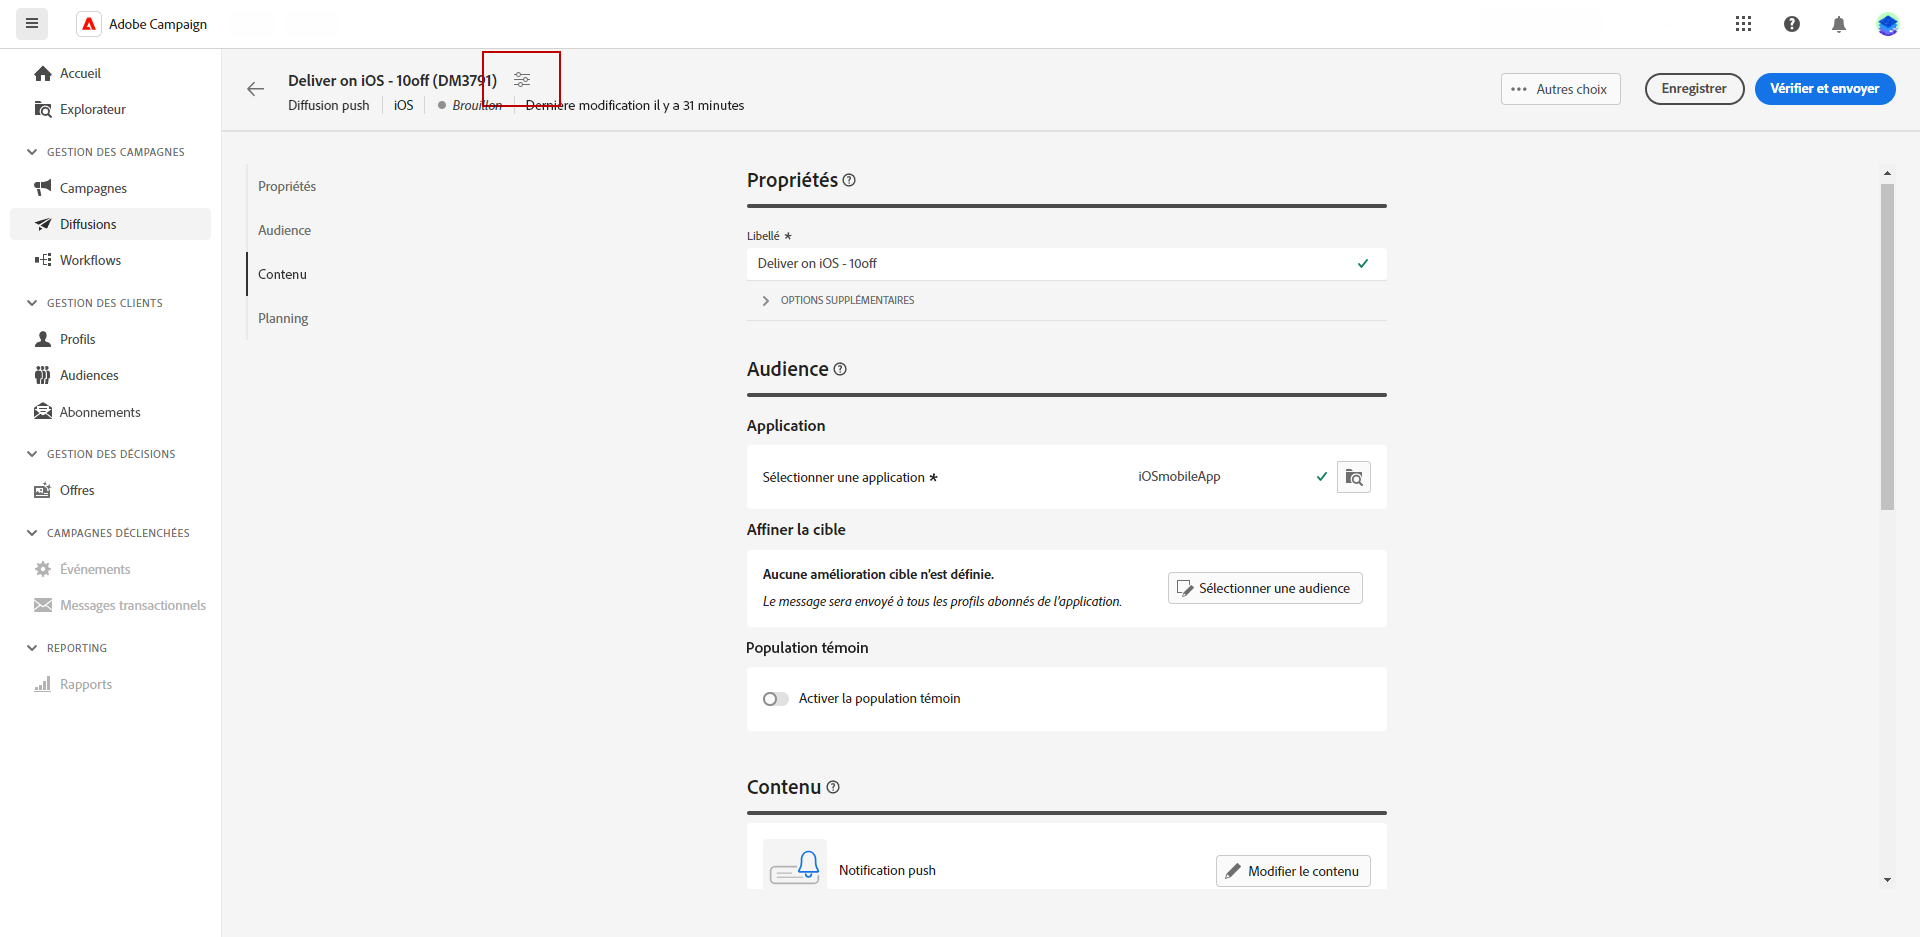 Adobe Campaign
Accueil
Explorateur
GESTION DES CAMPAGNES
Campagnes
Diffusions
Workflows
GESTION DES CLIENTS
Profils
Audiences
Abonnements
GESTION DES DÉCISIONS
Offres
CAMPAGNES DÉCLENCHÉES
Événements
Messages transactionnels
REPORTING
Rapports
Deliver on iOS - 10off (DM3791)
Diffusion push iOS Brouillon Dernière modification il y a 31 minutes
Autres choix
Enregistrer
Vérifier et envoyer
Propriétés
Audience
Contenu
Planning
Propriétés
Libellé *
Deliver on iOS - 10off
OPTIONS SUPPLÉMENTAIRES
Audience
Application
Sélectionner une application * iOSmobileApp
Affiner la cible
Aucune amélioration cible n'est définie.
Le message sera envoyé à tous les profils abonnés de l'application.
Sélectionner une audience
Population témoin
Activer la population témoin
Contenu
Notification push
Modifier le contenu